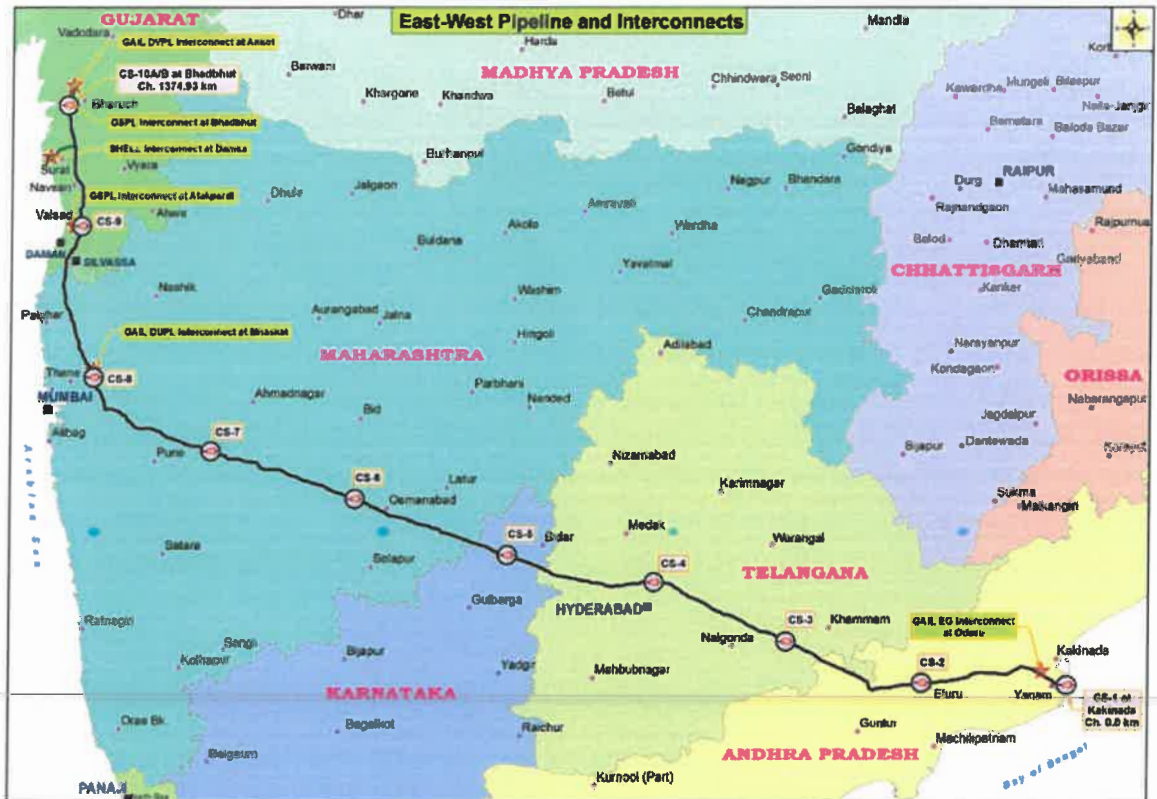 East-West Pipeline and Interconnects
GUJARAT
Vadodara
GAIL DVPL Interconnect at Ankot
CS-10A/B at Bhadbhut
Ch. 1374.93 km
Bharuch
GSPL Interconnect at Bhadbhut
Surat
Vyara
Navsari
GSPL Interconnect at Atakpardi
Valsad
CS-9
Ahwa
DAMAN
SILVASSA
Dhar
Harda
Mandla
Barwani
MADHYA PRADESH
Khargone
Khandwa
Betul
Chhindwara
Seoni
Balaghat
Burhanpur
Gondiya
Kawardha
Mungeli
Bilaspur
Bemetara
Baloda Bazar
Durg
RAIPUR
Mahasamund
Rajnandgaon
Rajpurnua
Balod
Dhamtari
Gariyaband
CHHATTISGARH
Kanker
Narayanpur
Kondagaon
ORISSA
Nabarangapur
Jagdalpur
Bijapur
Dantewada
Koraput
Sukma
Malkangiri
Dhule
Jalgaon
Nagpur
Bhandara
Amravati
Akola
Wardha
Buldana
Yavatmal
Nashik
Washim
Gadchiroli
Aurangabad
Jalna
Chandrapur
Hingoli
MAHARASHTRA
Adilabad
Palghar
GAIL DUPL Interconnect at Mhaskal
Thane
CS-8
MUMBAI
Ahmadnagar
Parbhani
Bid
Nanded
Alibag
Arabian Sea
CS-7
Pune
Nizamabad
CS-6
Latur
Osmanabad
Karimnagar
CS-5
Bidar
Medak
Warangal
Satara
Solapur
CS-4
TELANGANA
Gulbarga
HYDERABAD
GAIL EG Interconnect
at Oduru
Ratnagiri
CS-3
Khammam
Nalgonda
Sangli
Kolhapur
Bijapur
Yadgir
Mahbubnagar
CS-2
Kakinada
Eluru
Yanam
CS-1 at
Kakinada
Ch. 0.0 km
KARNATAKA
Oras Bk.
Bagalkot
Raichur
Guntur
Machilipatnam
Belgaum
ANDHRA PRADESH
Kurnool (Part)
Bay of Bengal
PANAJI